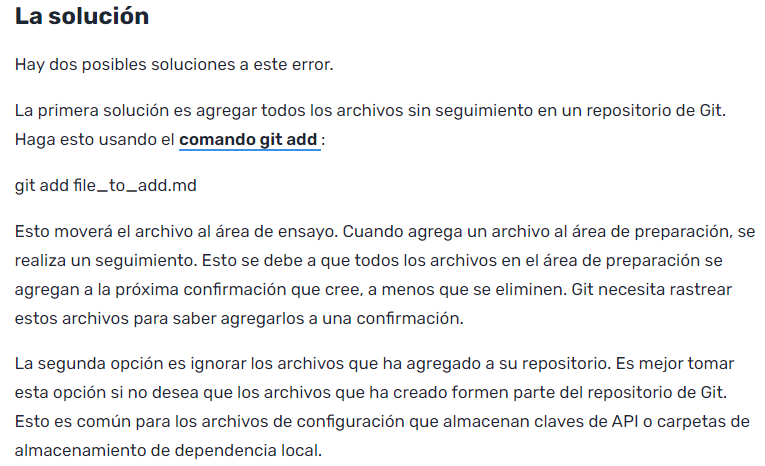 La solución
Hay dos posibles soluciones a este error.
La primera solución es agregar todos los archivos sin seguimiento en un repositorio de Git.
Haga esto usando el comando git add :
git add file_to_add.md
Esto moverá el archivo al área de ensayo. Cuando agrega un archivo al área de preparación, se
realiza un seguimiento. Esto se debe a que todos los archivos en el área de preparación se
agregan a la próxima confirmación que cree, a menos que se eliminen. Git necesita rastrear
estos archivos para saber agregarlos a una confirmación.
La segunda opción es ignorar los archivos que ha agregado a su repositorio. Es mejor tomar
esta opción si no desea que los archivos que ha creado formen parte del repositorio de Git.
Esto es común para los archivos de configuración que almacenan claves de API o carpetas de
almacenamiento de dependencia local.